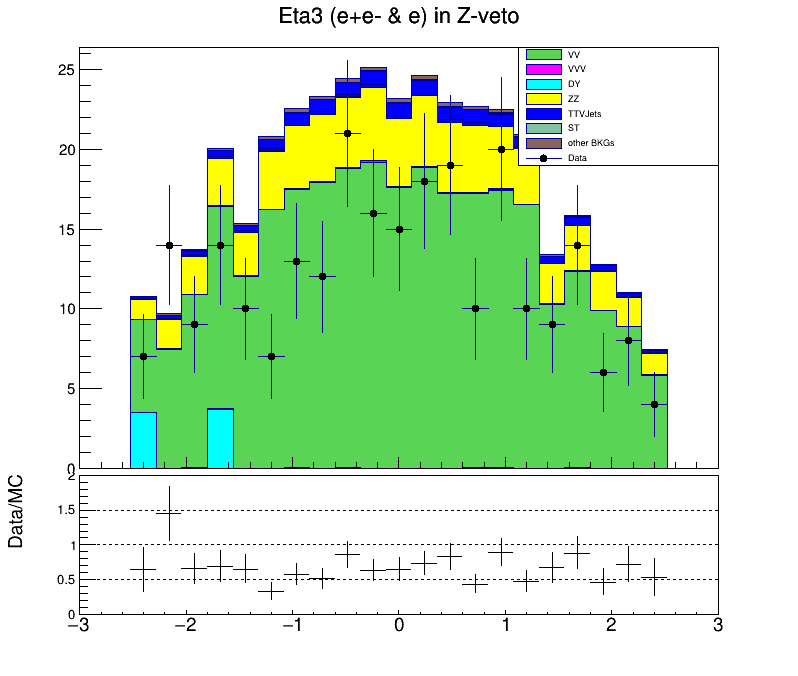 Eta3 (e+e- & e) in Z-veto
25
20
15
10
5
0
VV
VVV
DY
ZZ
TTVJets
ST
other BKGs
Data
Data/MC
2
1.5
1
0.5
0
−3 −2 −1 0 1 2 3